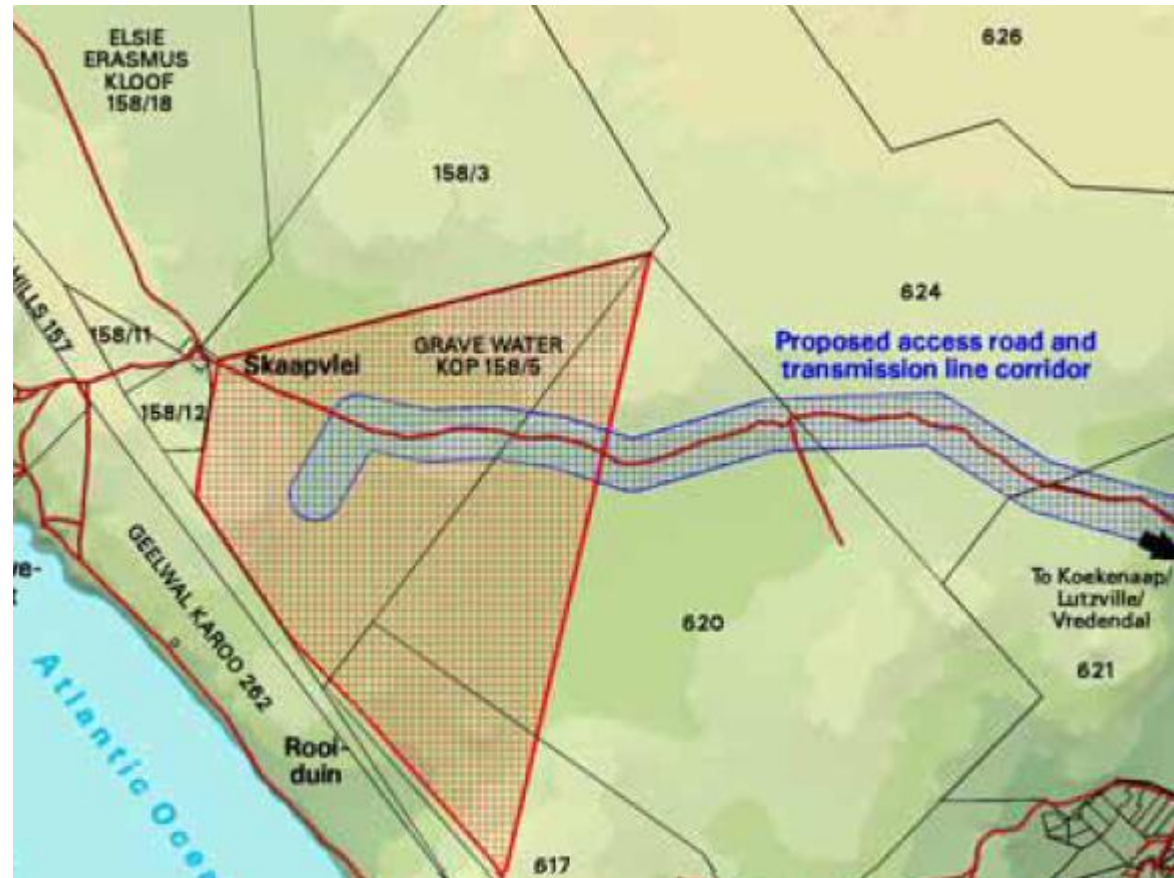 ELSIE
ERASMUS
KLOOF
158/18
626
158/3
HILLS 157
158/11
624
Skaapvlei
GRAVE WATER
KOP 158/5
Proposed access road and
transmission line corridor
158/12
GEELWAL KAROO 262
To Koekenaap/
Lutzville/
Vredendal
620
621
Atlantic Ocean
Rooi-
duin
617